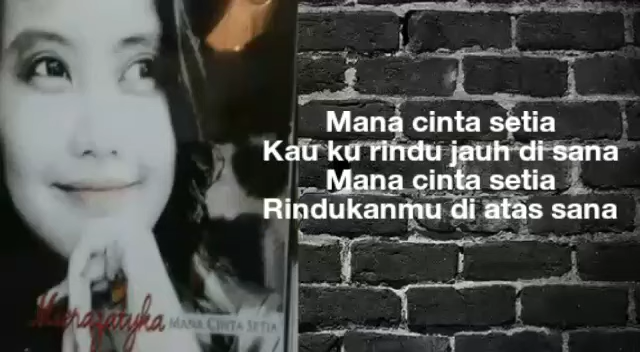 Mana cinta setia
Kau ku rindu jauh di sana
Mana cinta setia
Rindukanmu di atas sana
MANA CINTA SETIA